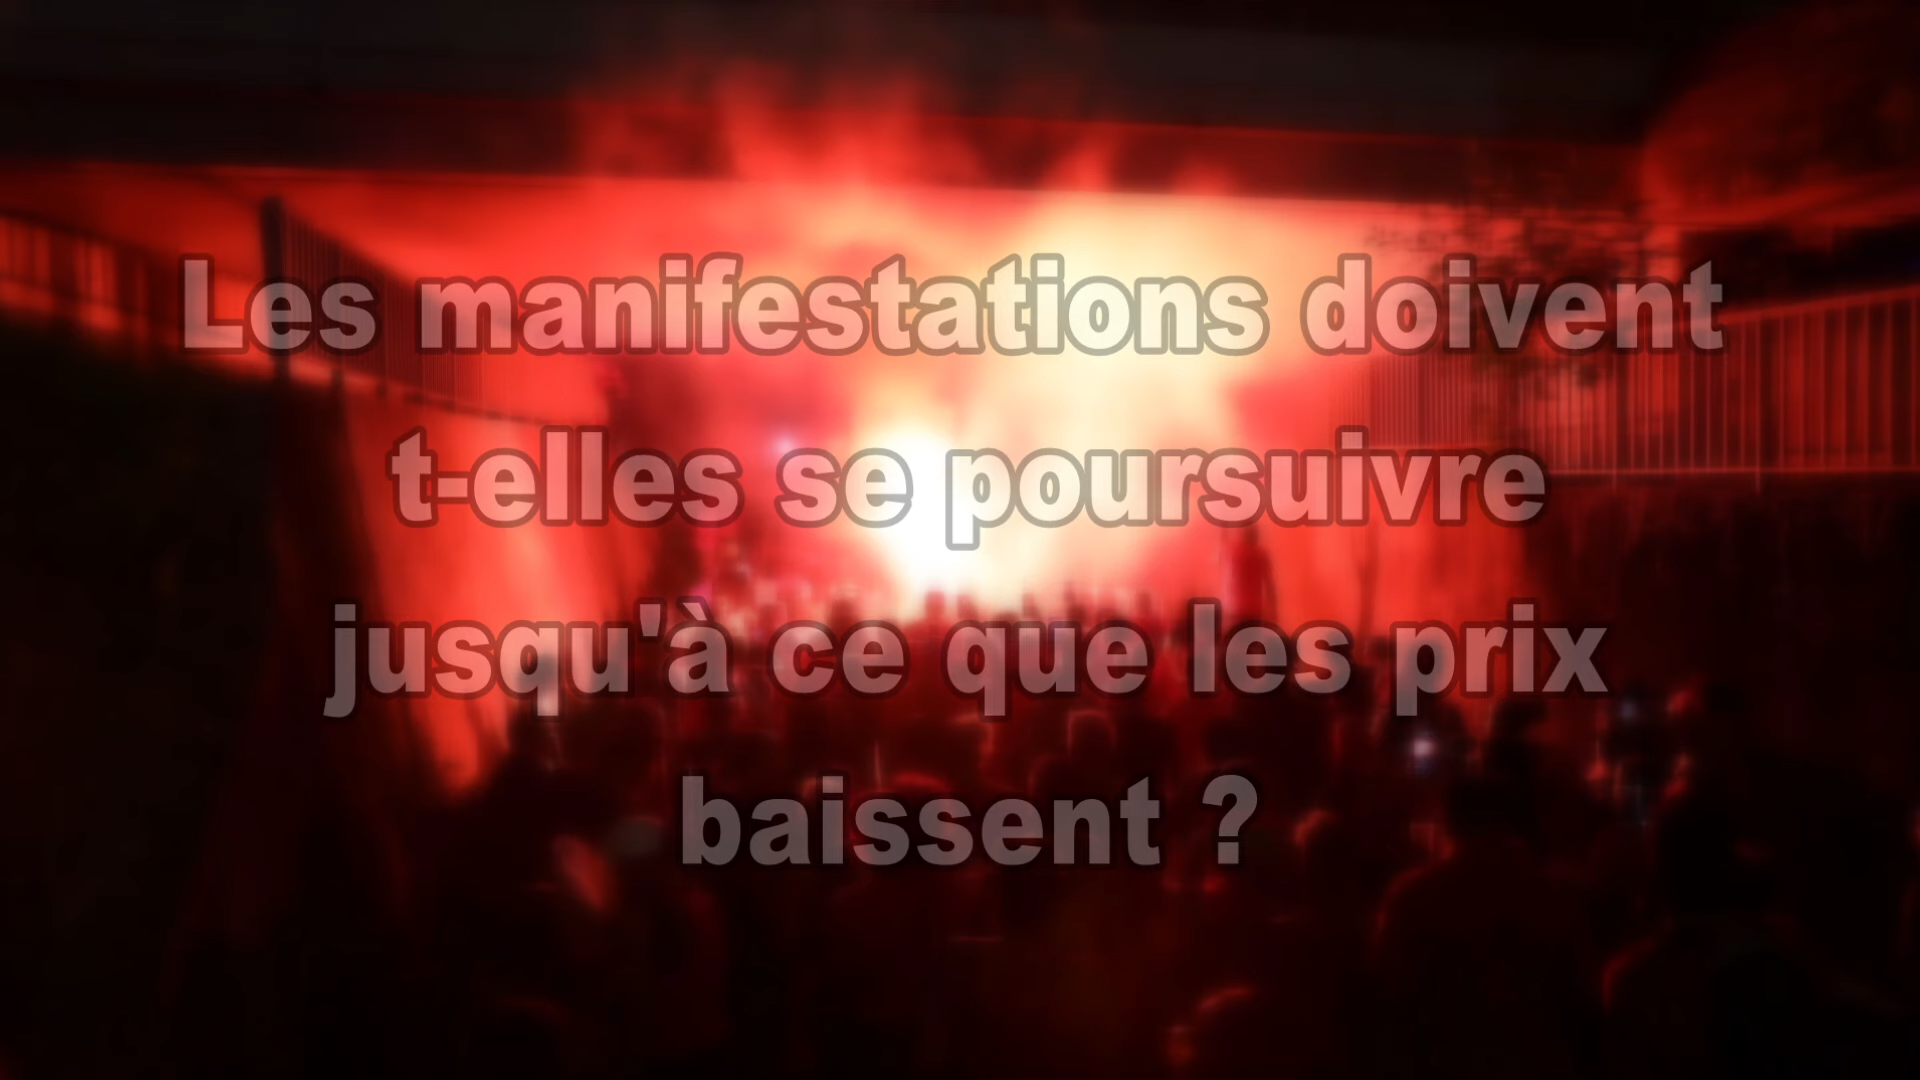 Les manifestations doivent
t-elles se poursuivre
jusqu'à ce que les prix
baissent ?